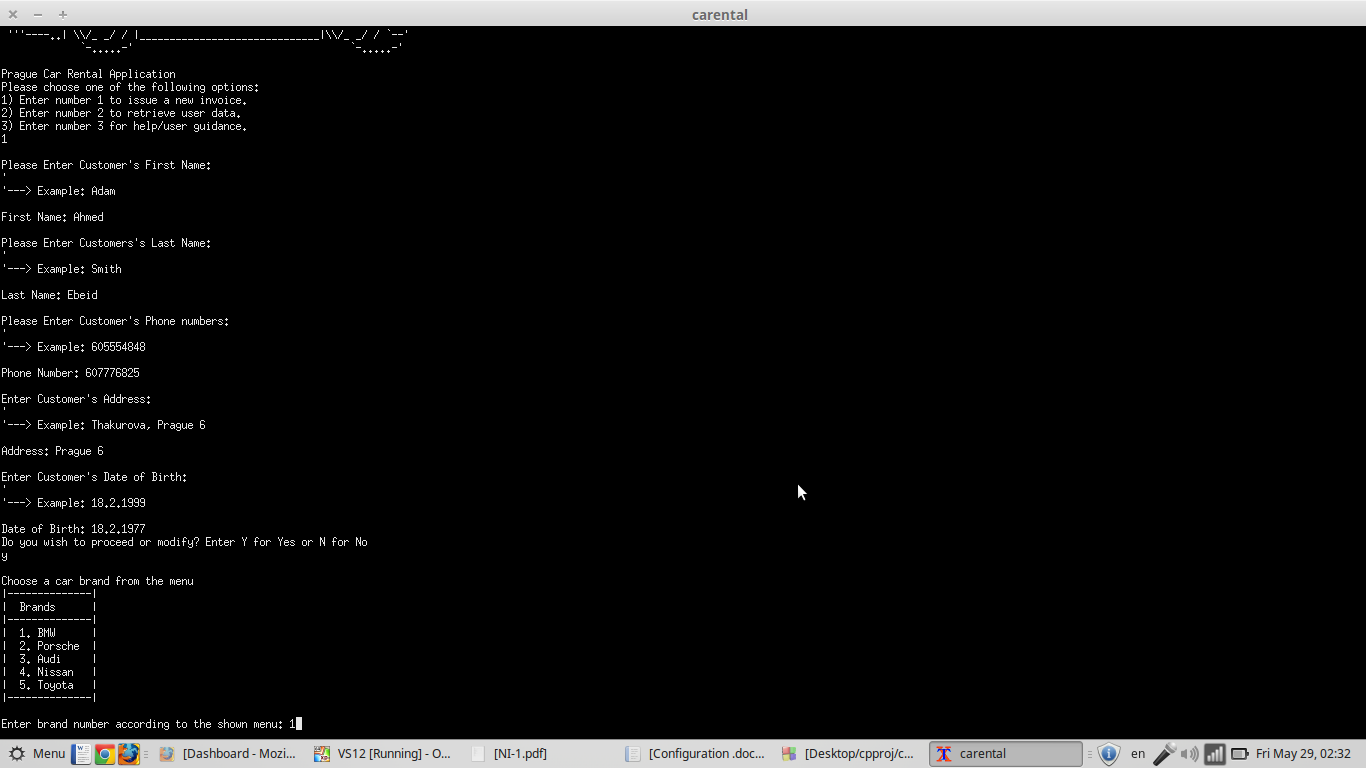 carental
'''----..| \\/_ _/ / |______________________________|\\/_ _/ / `--'
`-.....-' `-.....-'
Prague Car Rental Application
Please choose one of the following options:
1) Enter number 1 to issue a new invoice.
2) Enter number 2 to retrieve user data.
3) Enter number 3 for help/user guidance.
1
Please Enter Customer's First Name:
'
'---> Example: Adam
First Name: Ahmed
Please Enter Customers's Last Name:
'
'---> Example: Smith
Last Name: Ebeid
Please Enter Customer's Phone numbers:
'
'---> Example: 605554848
Phone Number: 607776825
Enter Customer's Address:
'
'---> Example: Thakurova, Prague 6
Address: Prague 6
Enter Customer's Date of Birth:
'
'---> Example: 18.2.1999
Date of Birth: 18.2.1977
Do you wish to proceed or modify? Enter Y for Yes or N for No
y
Choose a car brand from the menu
|--------------|
|  Brands      |
|--------------|
|  1. BMW      |
|  2. Porsche  |
|  3. Audi     |
|  4. Nissan   |
|  5. Toyota   |
|--------------|
Enter brand number according to the shown menu: 1
Menu [Dashboard - Mozi... VS12 [Running] - O... [NI-1.pdf] [Configuration .doc... [Desktop/cpproj/c... carental en Fri May 29, 02:32